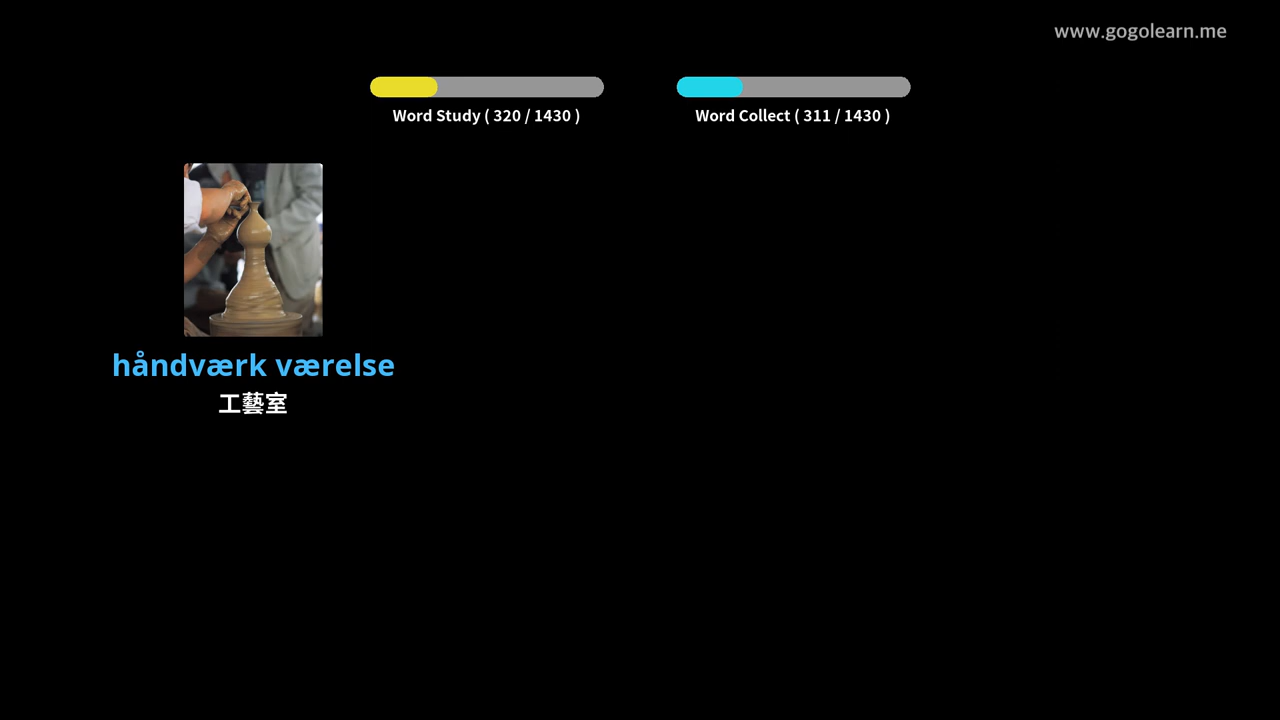 www.gogolearn.me
Word Study ( 320 / 1430 )
Word Collect ( 311 / 1430 )
håndværk værelse
工藝室